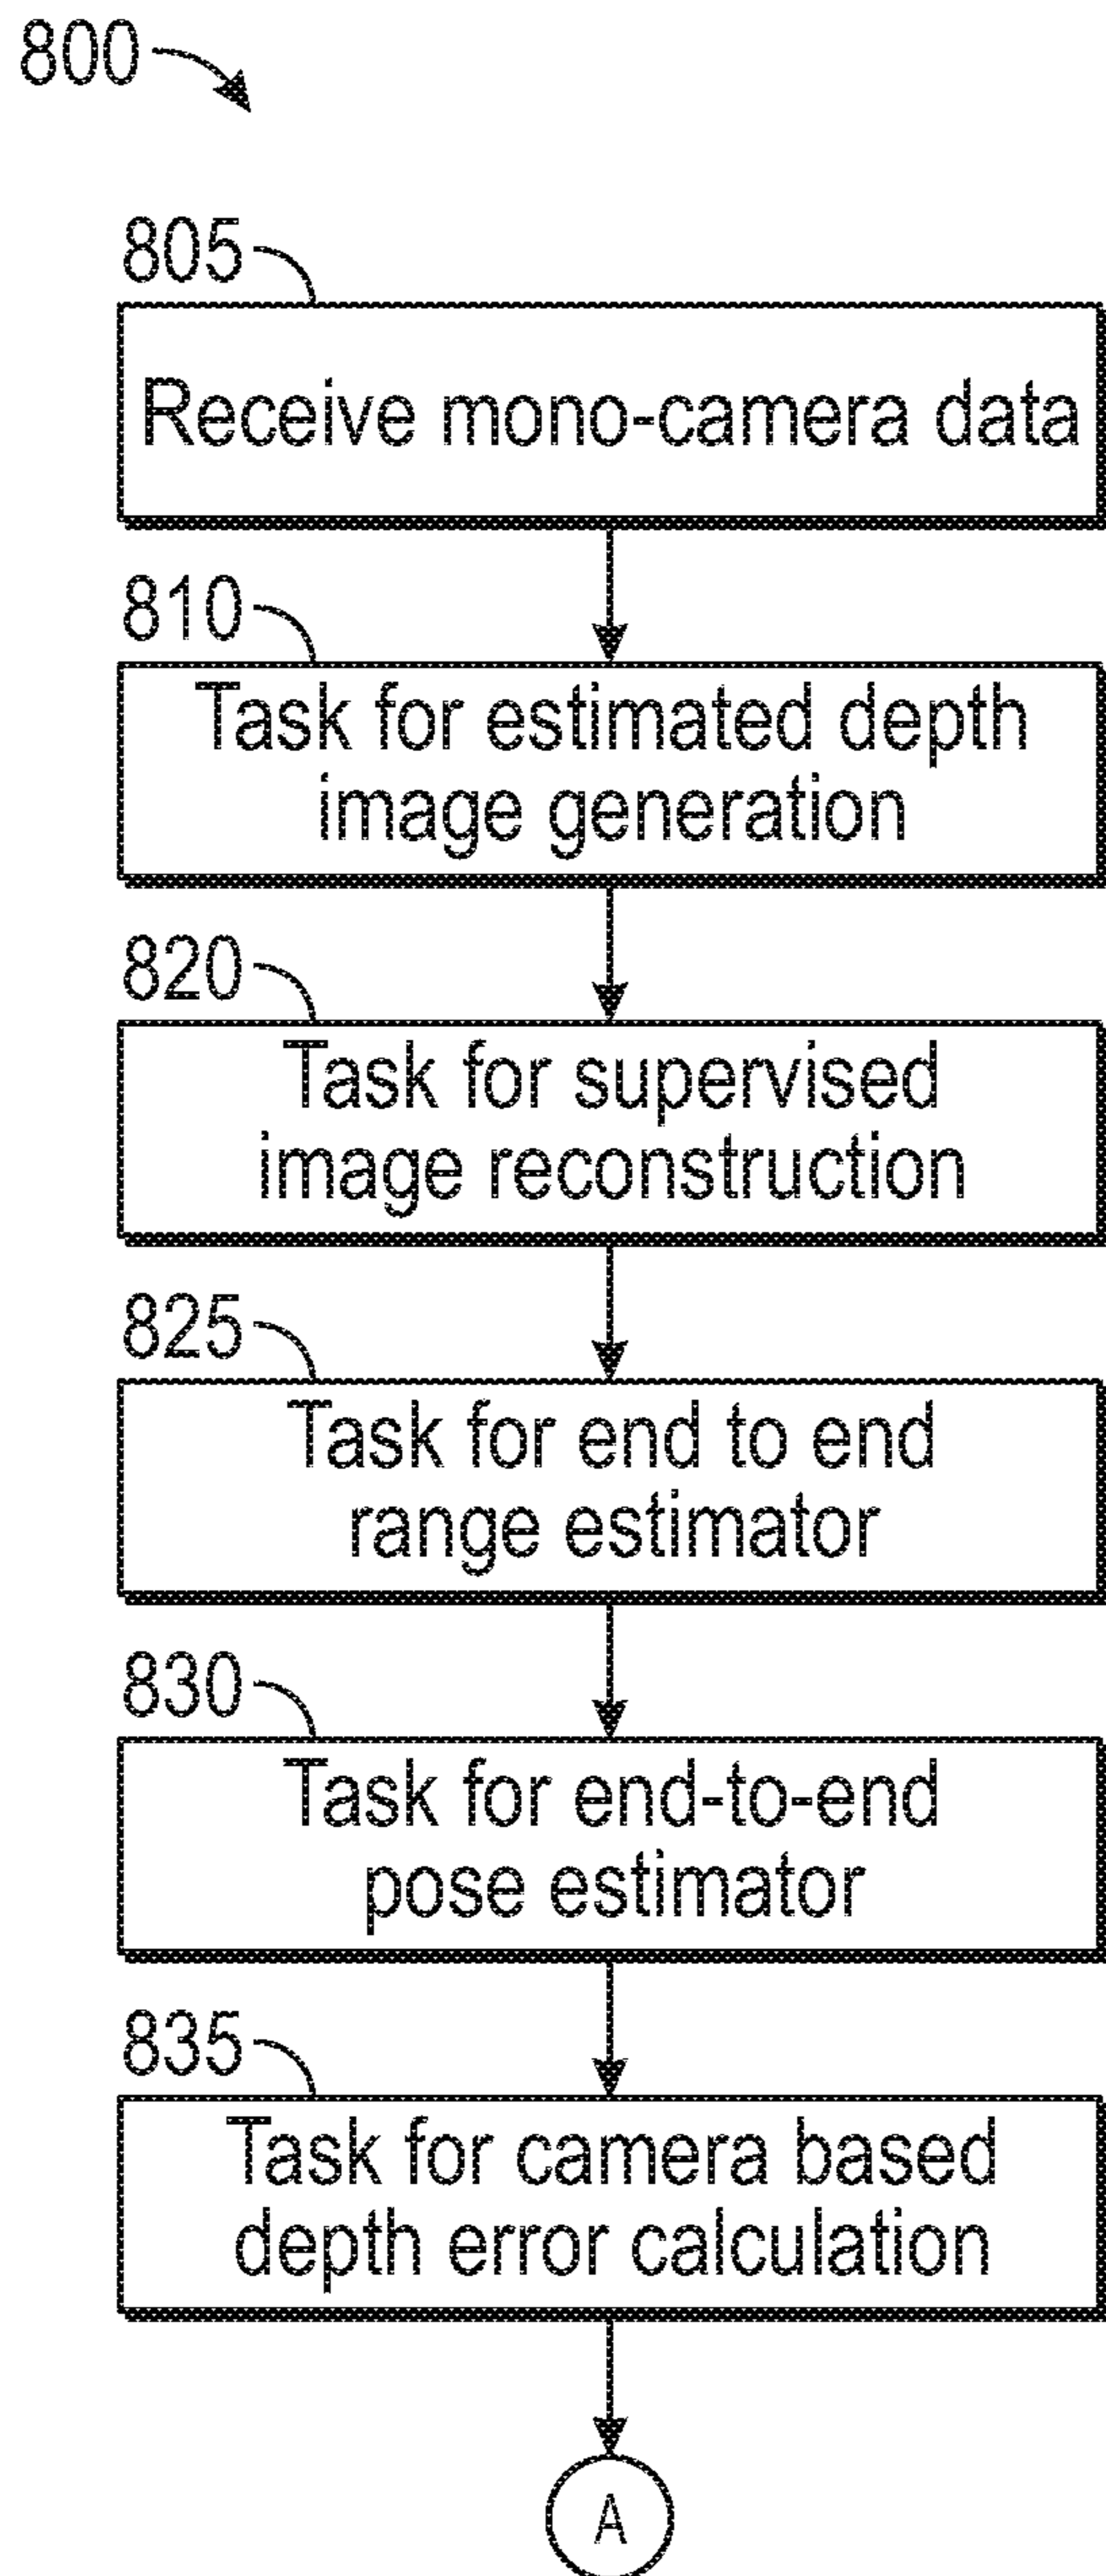 800
805
Receive mono-camera data
810
Task for estimated depth
image generation
820
Task for supervised
image reconstruction
825
Task for end to end
range estimator
830
Task for end-to-end
pose estimator
835
Task for camera based
depth error calculation
A